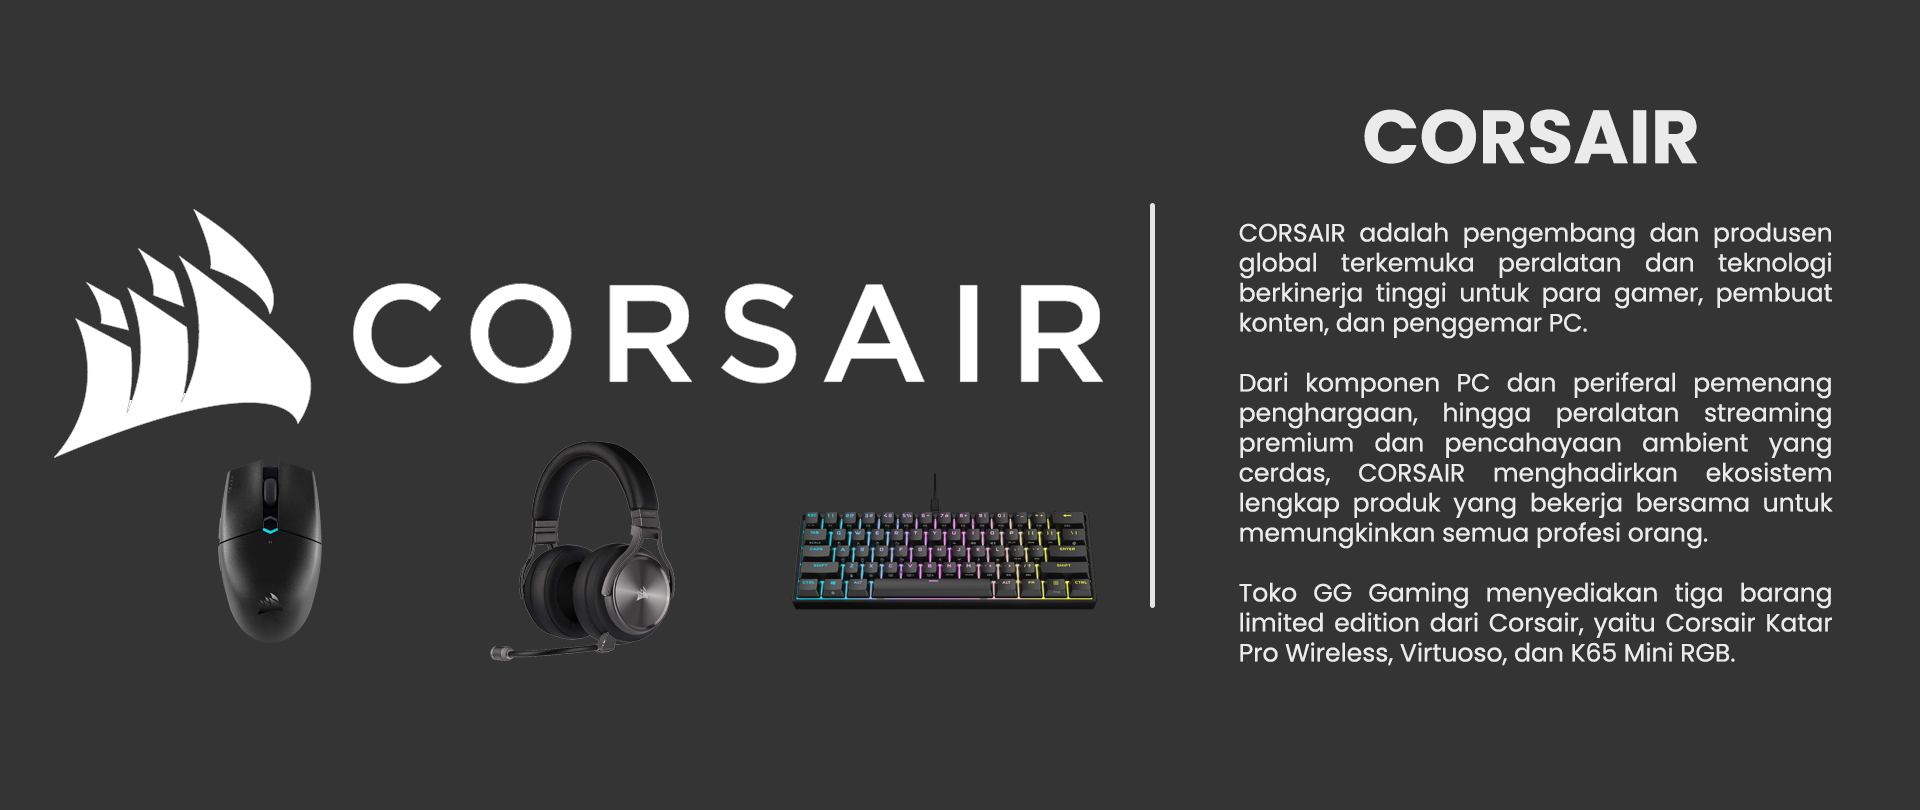 CORSAIR
CORSAIR
CORSAIR adalah pengembang dan produsen
global terkemuka peralatan dan teknologi
berkinerja tinggi untuk para gamer, pembuat
konten, dan penggemar PC.
Dari komponen PC dan periferal pemenang
penghargaan, hingga peralatan streaming
premium dan pencahayaan ambient yang
cerdas, CORSAIR menghadirkan ekosistem
lengkap produk yang bekerja bersama untuk
memungkinkan semua profesi orang.
Toko GG Gaming menyediakan tiga barang
limited edition dari Corsair, yaitu Corsair Katar
Pro Wireless, Virtuoso, dan K65 Mini RGB.